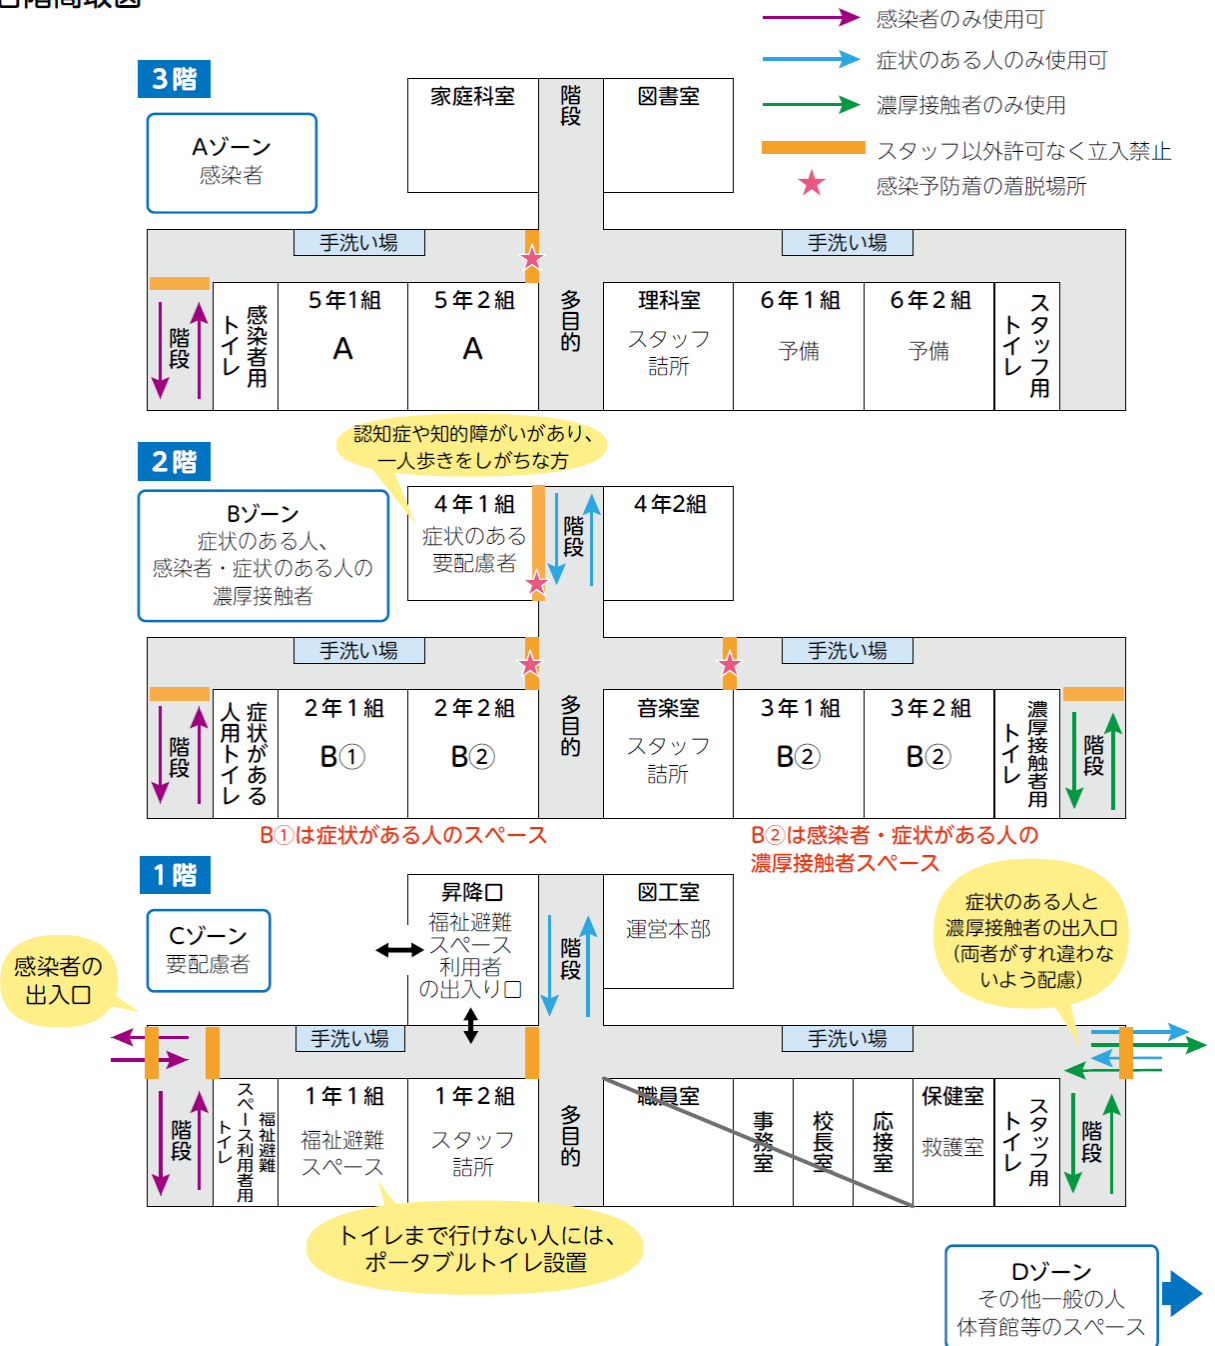 各階間取図
感染者のみ使用可
症状のある人のみ使用可
濃厚接触者のみ使用
スタッフ以外許可なく立入禁止
感染予防着の着脱場所
3階
Aゾーン
感染者
家庭科室
階段
図書室
手洗い場
手洗い場
階段
感染者用
トイレ
5年1組
A
5年2組
A
多目的
理科室
スタッフ
詰所
6年1組
予備
6年2組
予備
スタッフ用
トイレ
認知症や知的障がいがあり、
一人歩きをしがちな方
2階
Bゾーン
症状のある人、
感染者・症状のある人の
濃厚接触者
4年1組
症状のある
要配慮者
階段
4年2組
手洗い場
手洗い場
階段
症状がある
人用トイレ
2年1組
B①
2年2組
B②
多目的
音楽室
スタッフ
詰所
3年1組
B②
3年2組
B②
濃厚接触者用
トイレ
階段
B①は症状がある人のスペース
B②は感染者・症状がある人の
濃厚接触者スペース
1階
Cゾーン
要配慮者
感染者の
出入口
昇降口
福祉避難
スペース
利用者
の出入り口
階段
図工室
運営本部
症状のある人と
濃厚接触者の出入口
(両者がすれ違わな
いよう配慮)
手洗い場
手洗い場
階段
福祉避難
スペース利用者用
トイレ
1年1組
福祉避難
スペース
1年2組
スタッフ
詰所
多目的
職員室
事務室
校長室
応接室
保健室
救護室
スタッフ用
トイレ
階段
トイレまで行けない人には、
ポータブルトイレ設置
Dゾーン
その他一般の人
体育館等のスペース